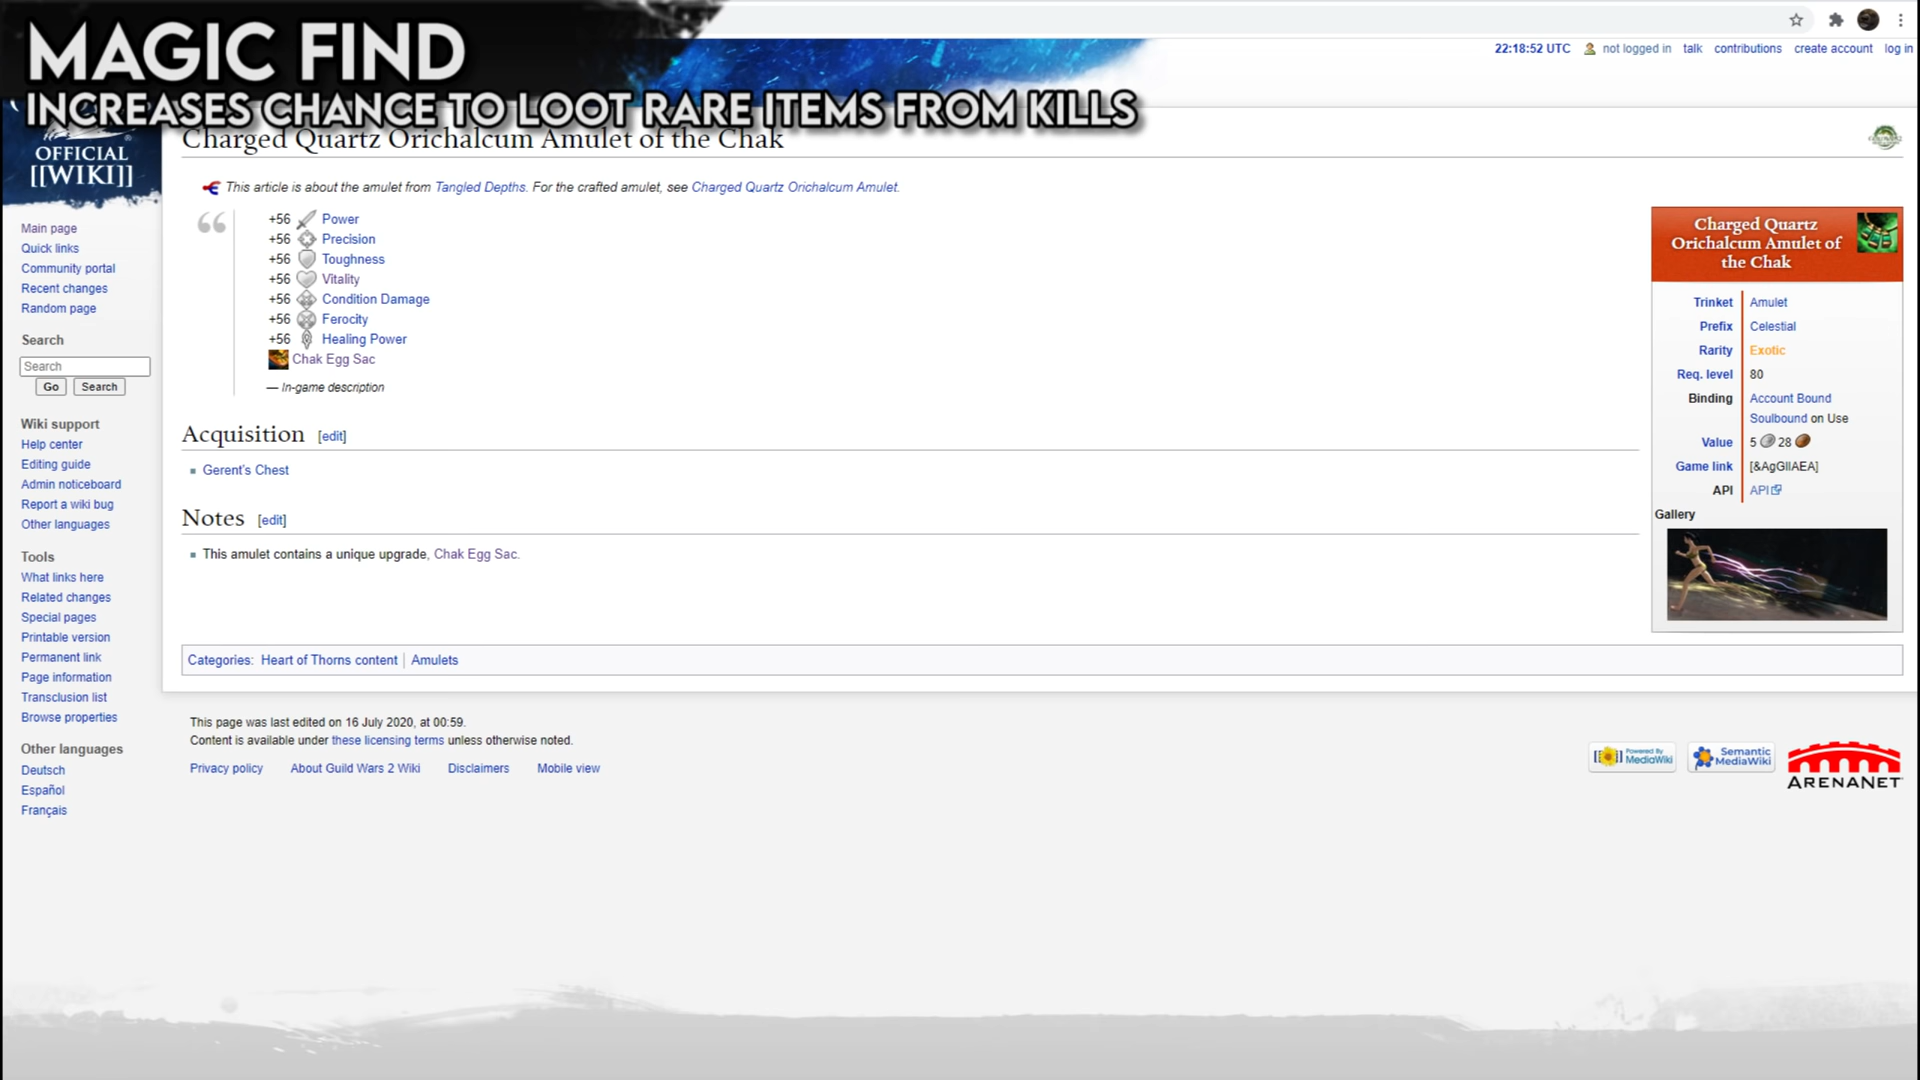 MAGIC FIND
INCREASES CHANCE TO LOOT RARE ITEMS FROM KILLS
22:18:52 UTC not logged in talk contributions create account log in
OFFICIAL
[[WIKI]]
Main page
Quick links
Community portal
Recent changes
Random page
Search
Search
Go Search
Wiki support
Help center
Editing guide
Admin noticeboard
Report a wiki bug
Other languages
Tools
What links here
Related changes
Special pages
Printable version
Permanent link
Page information
Transclusion list
Browse properties
Other languages
Deutsch
Español
Français
Charged Quartz Orichalcum Amulet of the Chak
This article is about the amulet from Tangled Depths. For the crafted amulet, see Charged Quartz Orichalcum Amulet.
+56 Power
+56 Precision
+56 Toughness
+56 Vitality
+56 Condition Damage
+56 Ferocity
+56 Healing Power
Chak Egg Sac
— In-game description
Acquisition [edit]
Gerent's Chest
Notes [edit]
This amulet contains a unique upgrade, Chak Egg Sac.
Charged Quartz
Orichalcum Amulet of
the Chak
Trinket Amulet
Prefix Celestial
Rarity Exotic
Req. level 80
Binding Account Bound
Soulbound on Use
Value 5 28
Game link [&AgGIIAEA]
API API
Gallery
Categories: Heart of Thorns content Amulets
This page was last edited on 16 July 2020, at 00:59.
Content is available under these licensing terms unless otherwise noted.
Privacy policy About Guild Wars 2 Wiki Disclaimers Mobile view
Powered By
MediaWiki
Semantic
MediaWiki
ARENANET